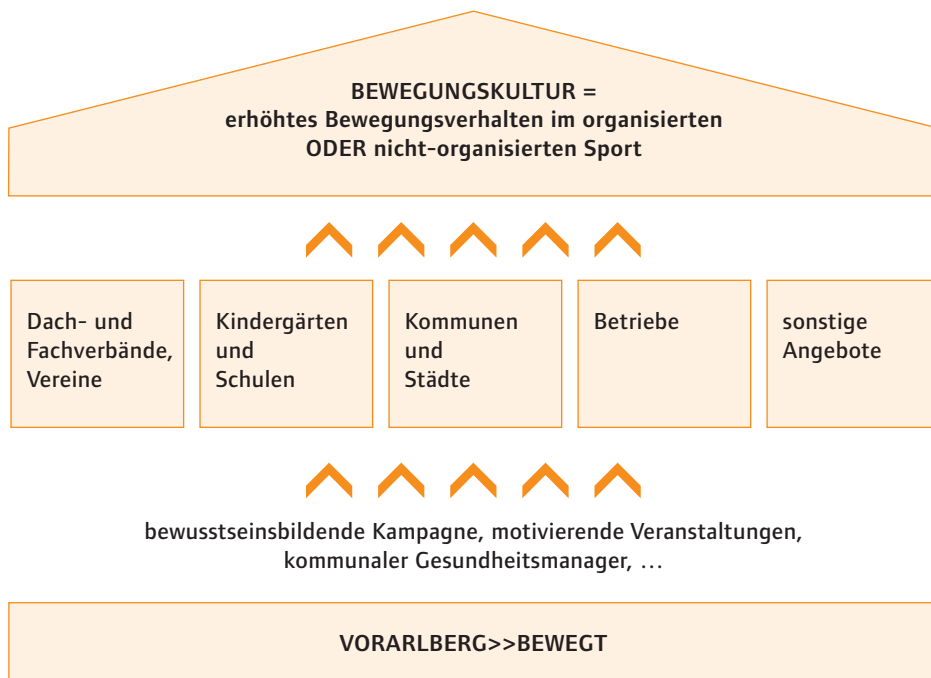 BEWEGUNGSKULTUR =
erhöhtes Bewegungsverhalten im organisierten
ODER nicht-organisierten Sport
Dach- und
Fachverbände,
Vereine
Kindergärten
und
Schulen
Kommunen
und
Städte
Betriebe
sonstige
Angebote
bewusstseinsbildende Kampagne, motivierende Veranstaltungen,
kommunaler Gesundheitsmanager, …
VORARLBERG>>BEWEGT